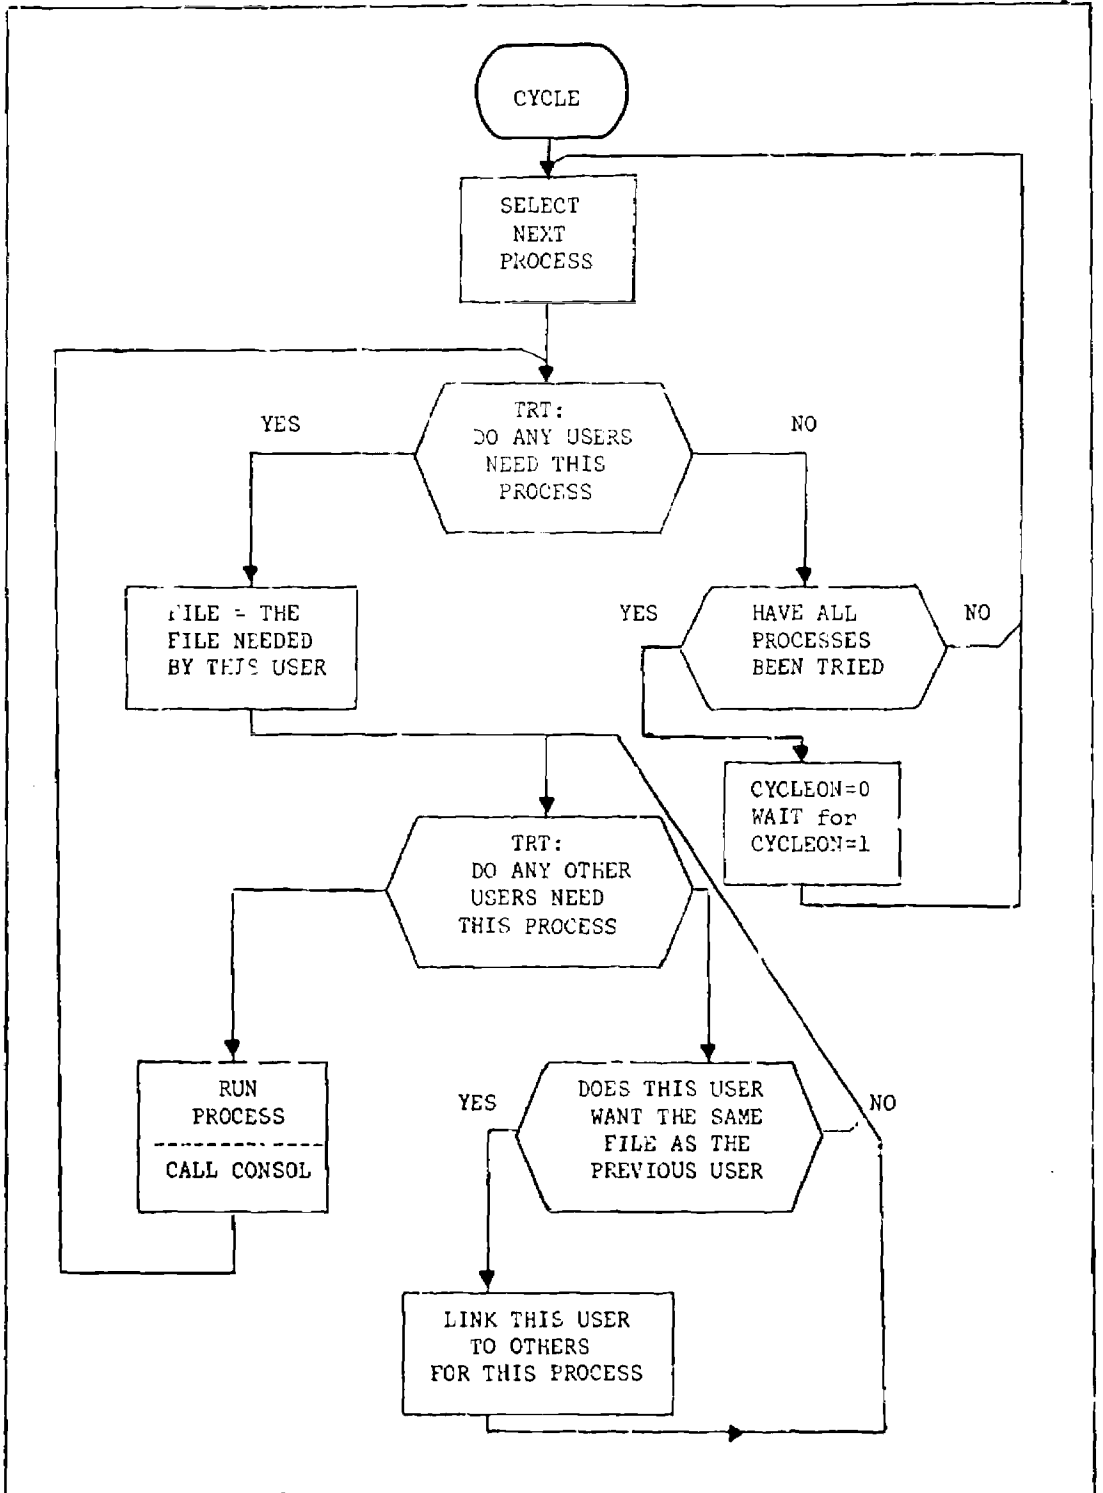 CYCLE
SELECT
NEXT
PROCESS
TRT:
DO ANY USERS
NEED THIS
PROCESS
YES
NO
FILE = THE
FILE NEEDED
BY THIS USER
YES
HAVE ALL
PROCESSES
BEEN TRIED
NO
CYCLEON=0
WAIT for
CYCLEON=1
TRT:
DO ANY OTHER
USERS NEED
THIS PROCESS
RUN
PROCESS
CALL CONSOL
YES
DOES THIS USER
WANT THE SAME
FILE AS THE
PREVIOUS USER
NO
LINK THIS USER
TO OTHERS
FOR THIS PROCESS